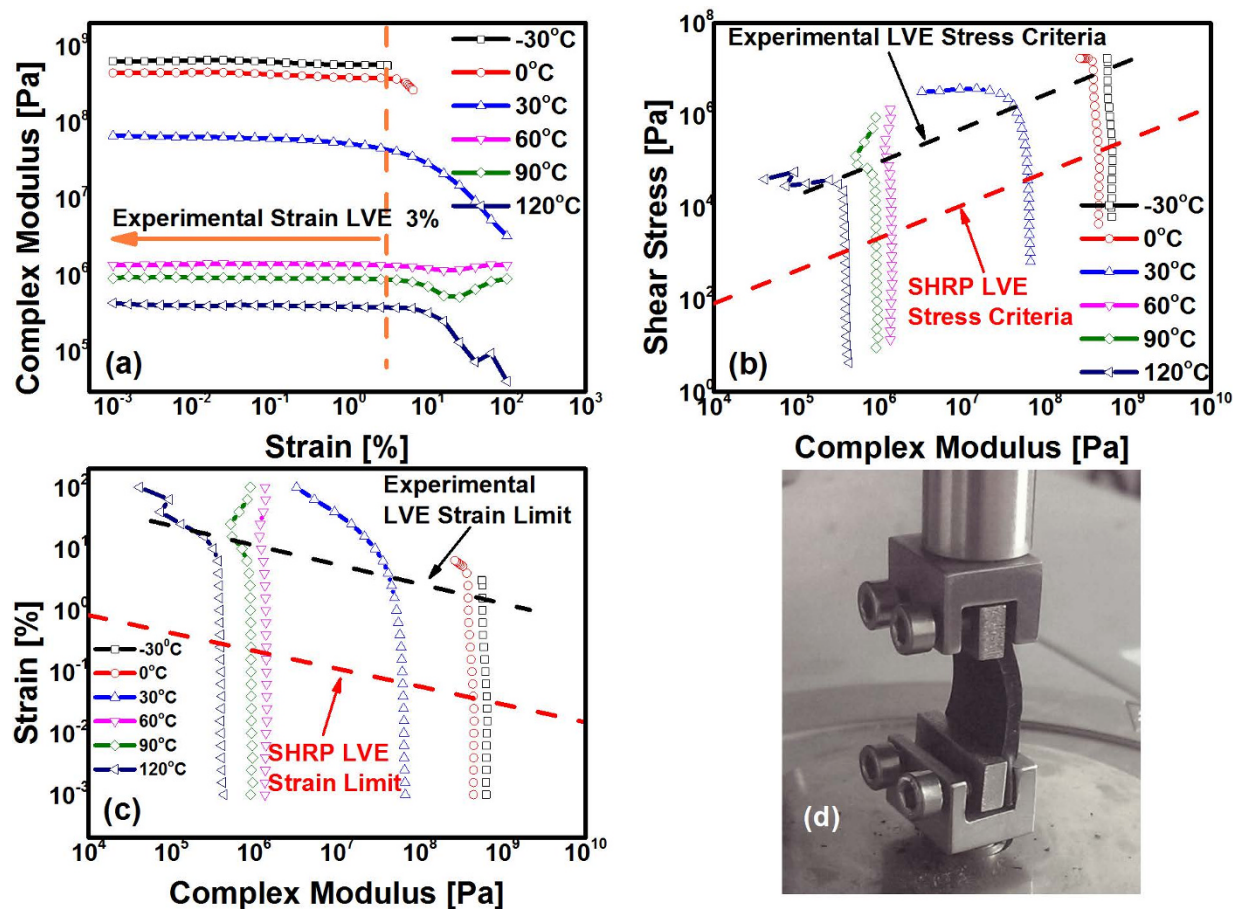 10⁹
10⁸
10⁷
10⁶
10⁵
Complex Modulus [Pa]
-30°C
0°C
30°C
60°C
90°C
120°C
Experimental Strain LVE 3%
(a)
10⁻³
10⁻²
10⁻¹
10⁰
10¹
10²
10³
Strain [%]
10⁸
10⁶
10⁴
10²
10⁰
Shear Stress [Pa]
Experimental LVE Stress Criteria
SHRP LVE
Stress Criteria
-30°C
0°C
30°C
60°C
90°C
120°C
(b)
10⁴
10⁵
10⁶
10⁷
10⁸
10⁹
10¹⁰
Complex Modulus [Pa]
10²
10¹
10⁰
10⁻¹
10⁻²
10⁻³
Strain [%]
Experimental
LVE Strain Limit
-30⁰C
0°C
30°C
60°C
90°C
120°C
SHRP LVE
Strain Limit
(c)
10⁴
10⁵
10⁶
10⁷
10⁸
10⁹
10¹⁰
Complex Modulus [Pa]
(d)